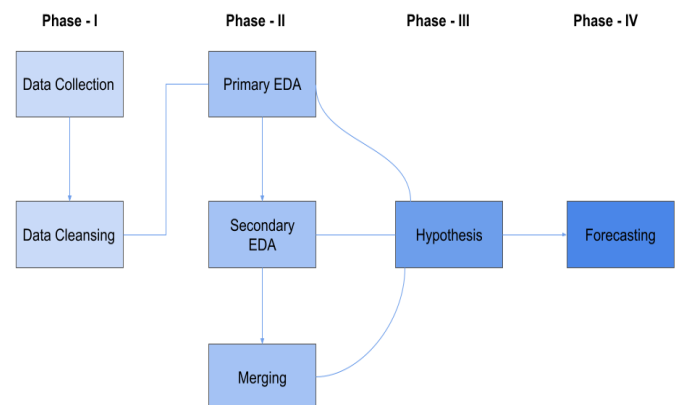 Phase - I
Phase - II
Phase - III
Phase - IV
Data Collection
Primary EDA
Data Cleansing
Secondary
EDA
Hypothesis
Forecasting
Merging